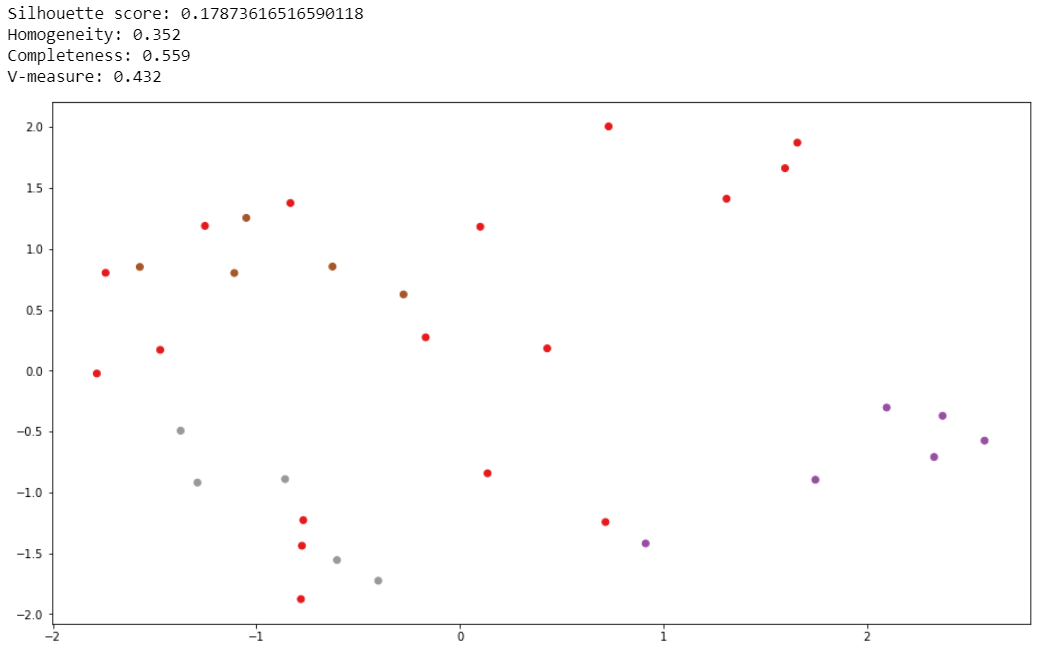 Silhouette score: 0.17873616516590118
Homogeneity: 0.352
Completeness: 0.559
V-measure: 0.432
2.0
1.5
1.0
0.5
0.0
−0.5
−1.0
−1.5
−2.0
−2 −1 0 1 2